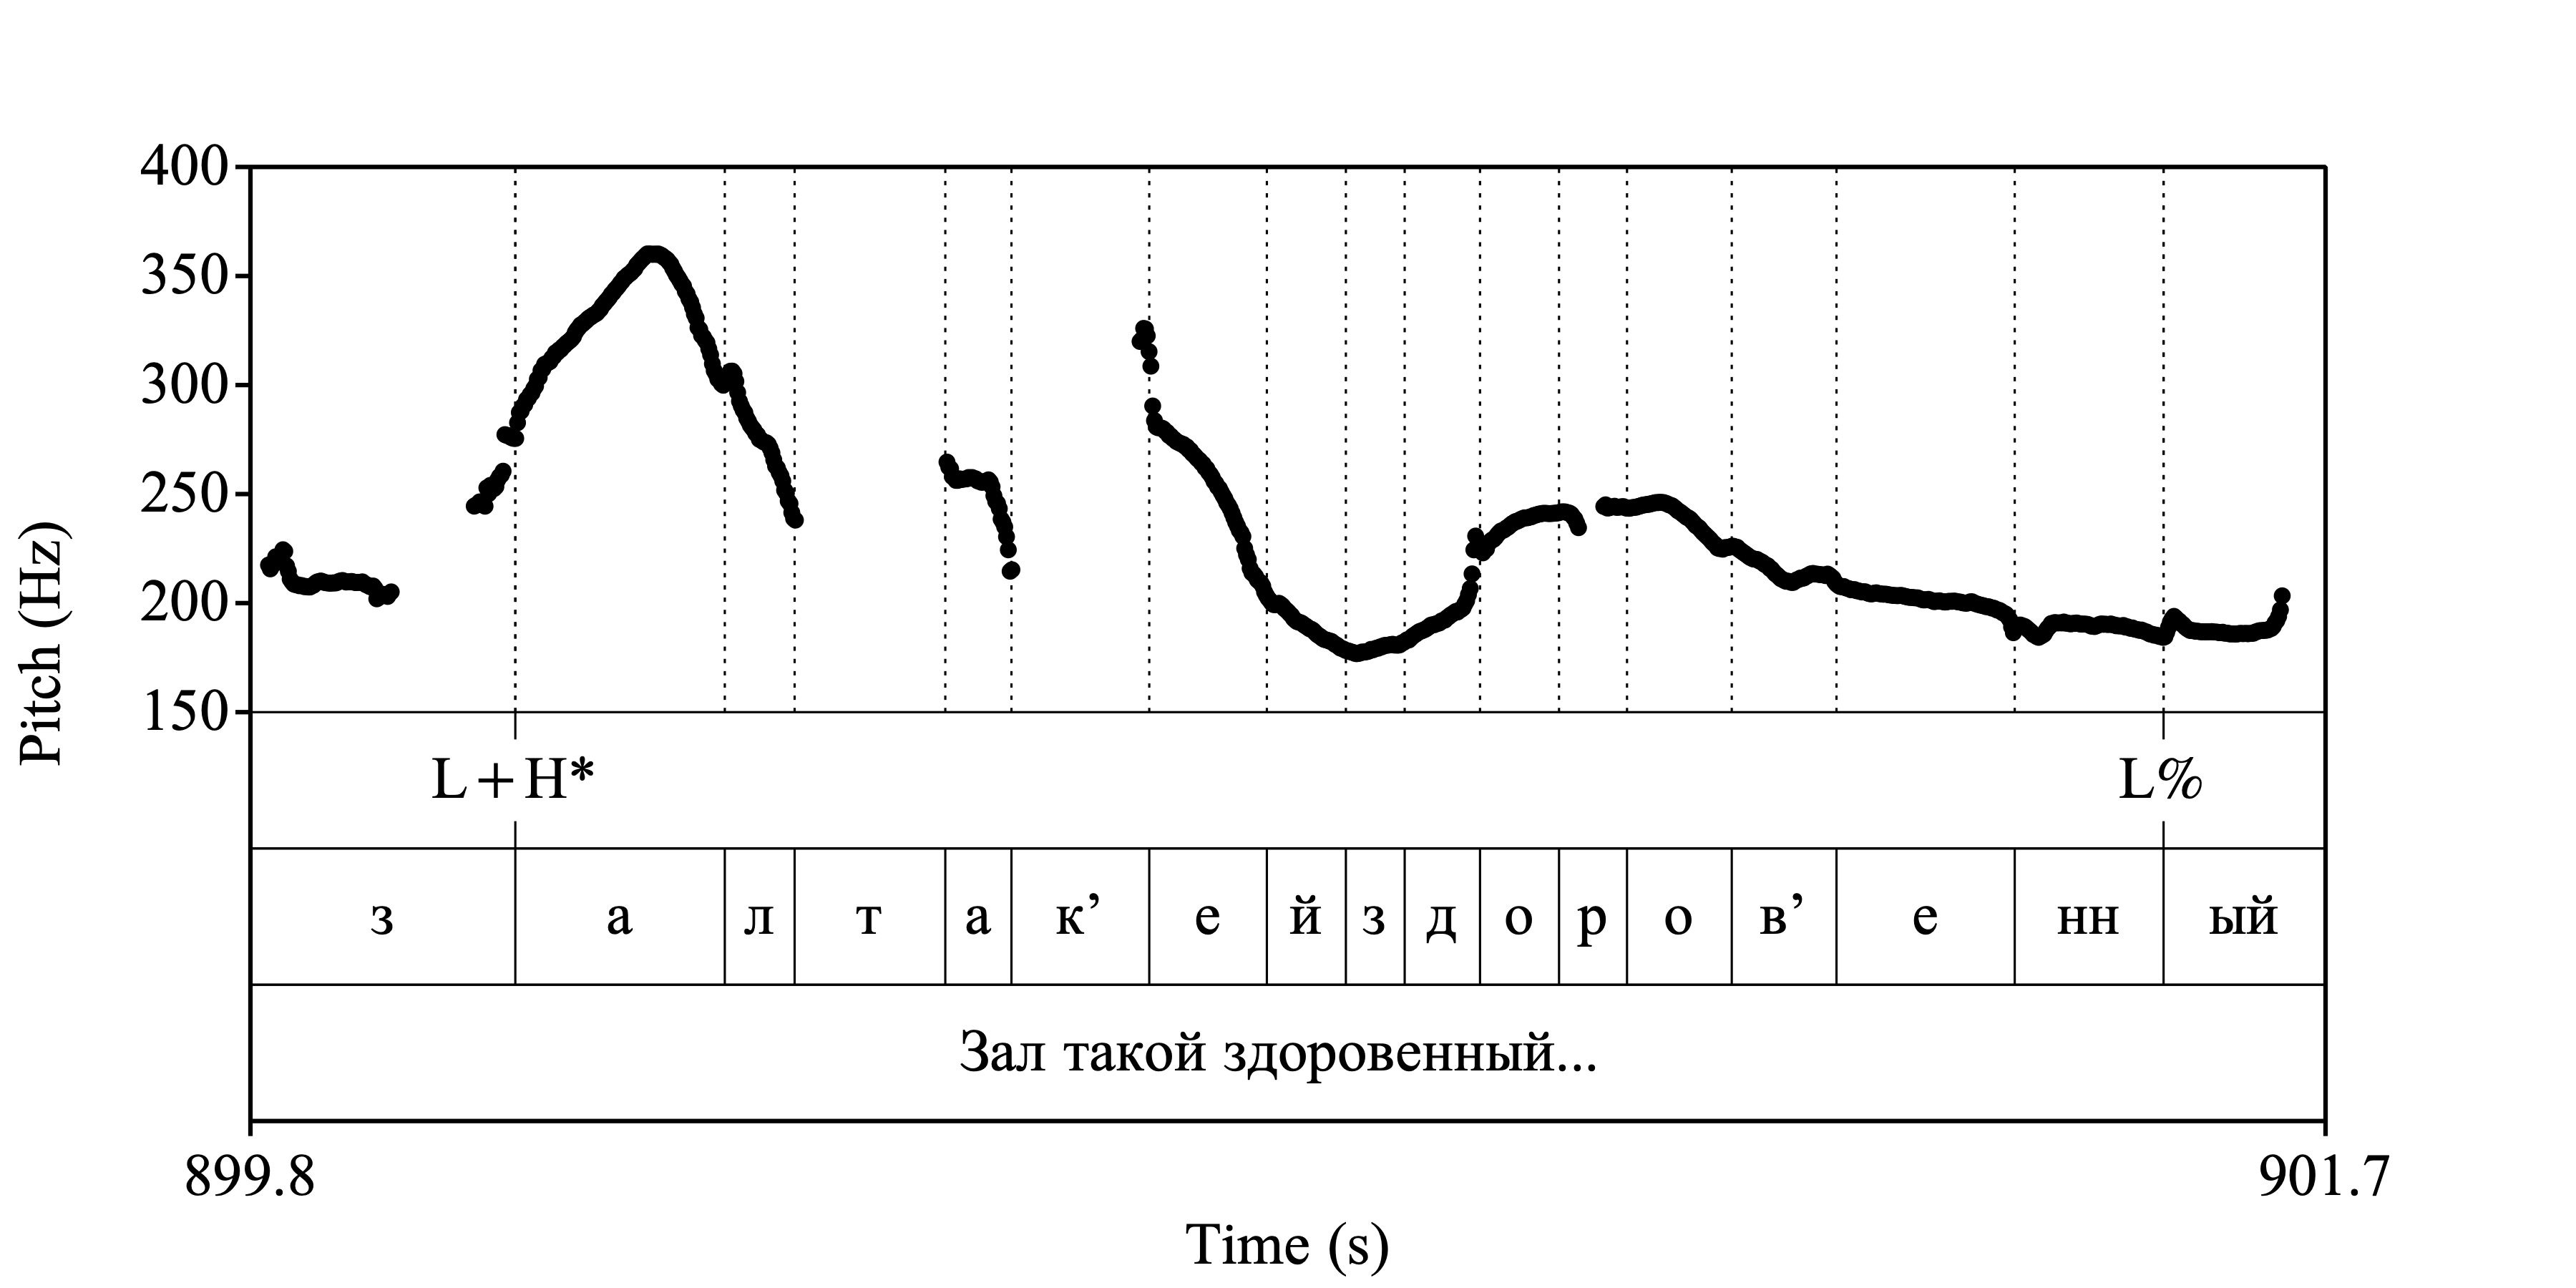 400
350
300
250
200
150
Pitch (Hz)
L+H* L%
з а л т а к’ е й з д о р о в’ е нн ый
Зал такой здоровенный...
899.8 901.7
Time (s)